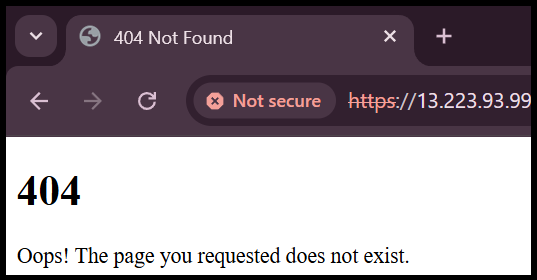 404 Not Found
Not secure https://13.223.93.99
404
Oops! The page you requested does not exist.